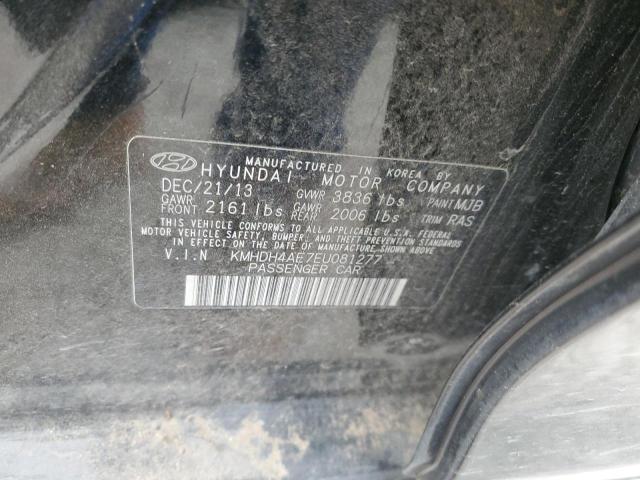 MANUFACTURED IN KOREA BY
HYUNDAI MOTOR COMPANY
DEC/21/13 GVWR 3836 lbs PAINT MJB
GAWR FRONT 2161 lbs GAWR REAR 2006 lbs TRIM RAS
THIS VEHICLE CONFORMS TO ALL APPLICABLE U.S.A. FEDERAL
MOTOR VEHICLE SAFETY, BUMPER, AND THEFT PREVENTION STANDARDS
IN EFFECT ON THE DATE OF MANUFACTURE SHOWN ABOVE.
V.I.N KMHDH4AE7EU081277
PASSENGER CAR